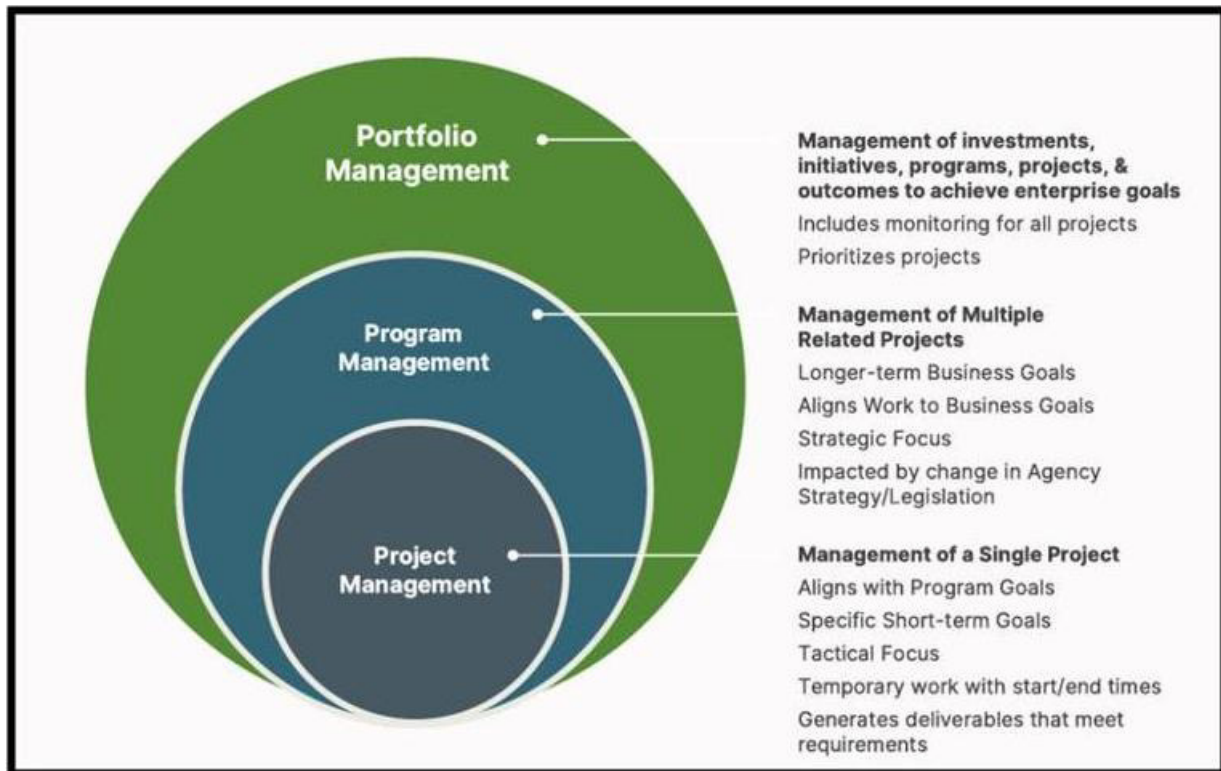 Portfolio
Management
Management of investments,
initiatives, programs, projects, &
outcomes to achieve enterprise goals
Includes monitoring for all projects
Prioritizes projects
Program
Management
Management of Multiple
Related Projects
Longer-term Business Goals
Aligns Work to Business Goals
Strategic Focus
Impacted by change in Agency
Strategy/Legislation
Project
Management
Management of a Single Project
Aligns with Program Goals
Specific Short-term Goals
Tactical Focus
Temporary work with start/end times
Generates deliverables that meet
requirements